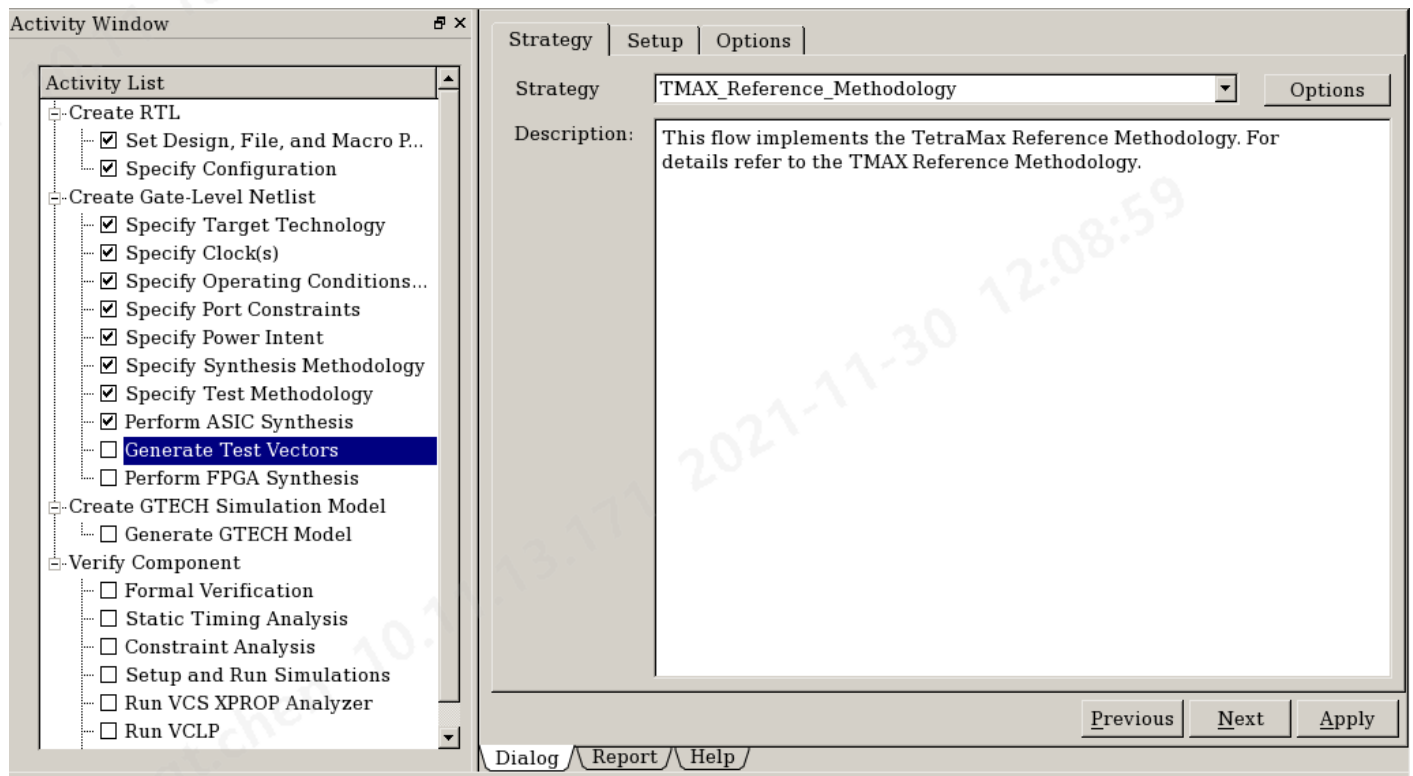 Activity Window
Activity List
Create RTL
Set Design, File, and Macro P...
Specify Configuration
Create Gate-Level Netlist
Specify Target Technology
Specify Clock(s)
Specify Operating Conditions...
Specify Port Constraints
Specify Power Intent
Specify Synthesis Methodology
Specify Test Methodology
Perform ASIC Synthesis
Generate Test Vectors
Perform FPGA Synthesis
Create GTECH Simulation Model
Generate GTECH Model
Verify Component
Formal Verification
Static Timing Analysis
Constraint Analysis
Setup and Run Simulations
Run VCS XPROP Analyzer
Run VCLP
Strategy Setup Options
Strategy TMAX_Reference_Methodology Options
Description: This flow implements the TetraMax Reference Methodology. For
details refer to the TMAX Reference Methodology.
Previous Next Apply
Dialog Report Help
2021-11-30 12:08:59